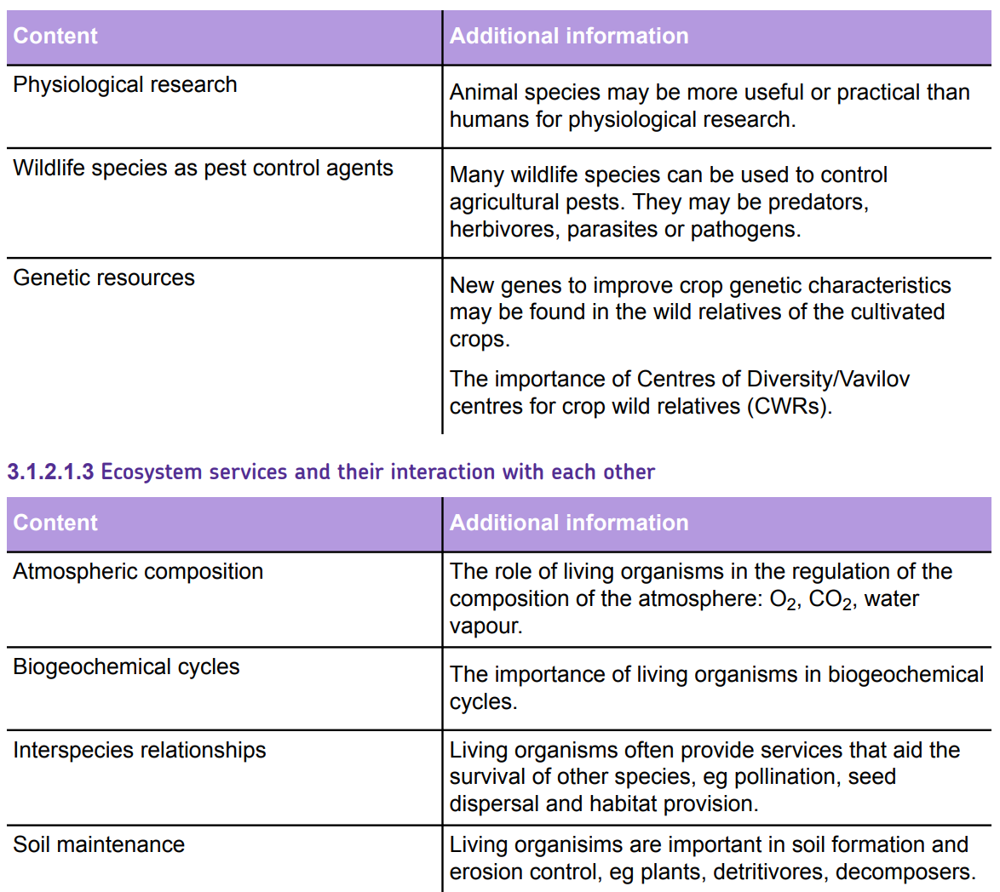 Content
Additional information
Physiological research
Animal species may be more useful or practical than
humans for physiological research.
Wildlife species as pest control agents
Many wildlife species can be used to control
agricultural pests. They may be predators,
herbivores, parasites or pathogens.
Genetic resources
New genes to improve crop genetic characteristics
may be found in the wild relatives of the cultivated
crops.
The importance of Centres of Diversity/Vavilov
centres for crop wild relatives (CWRs).
3.1.2.1.3 Ecosystem services and their interaction with each other
Content
Additional information
Atmospheric composition
The role of living organisms in the regulation of the
composition of the atmosphere: O₂, CO₂, water
vapour.
Biogeochemical cycles
The importance of living organisms in biogeochemical
cycles.
Interspecies relationships
Living organisms often provide services that aid the
survival of other species, eg pollination, seed
dispersal and habitat provision.
Soil maintenance
Living organisims are important in soil formation and
erosion control, eg plants, detritivores, decomposers.